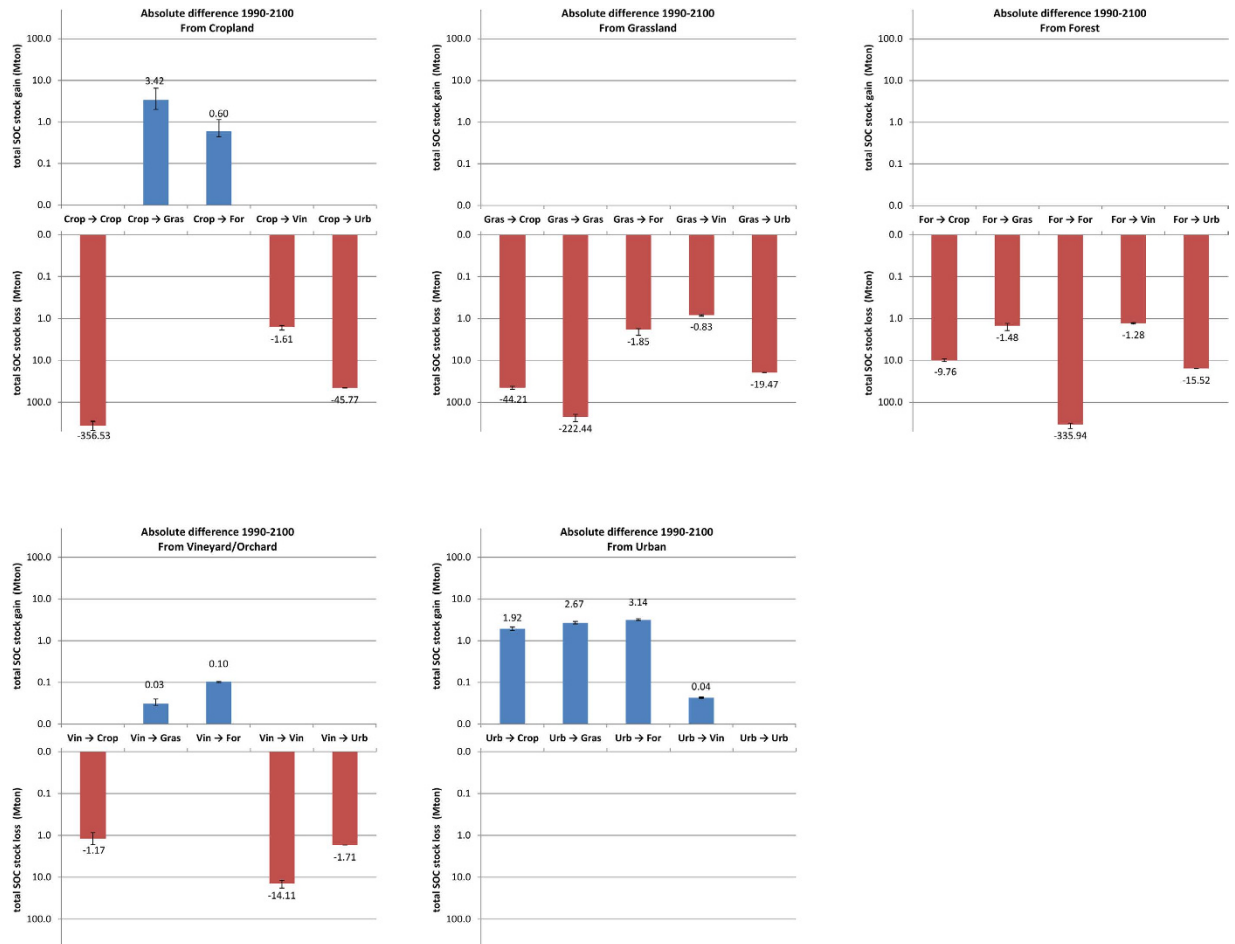 Absolute difference 1990-2100
From Cropland
total SOC stock gain (Mton)
100.0
10.0
1.0
0.1
0.0
3.42
0.60
Crop → Crop Crop → Gras Crop → For Crop → Vin Crop → Urb
total SOC stock loss (Mton)
0.0
0.1
1.0
10.0
100.0
-356.53
-1.61
-45.77
Absolute difference 1990-2100
From Grassland
total SOC stock gain (Mton)
100.0
10.0
1.0
0.1
0.0
Gras → Crop Gras → Gras Gras → For Gras → Vin Gras → Urb
total SOC stock loss (Mton)
0.0
0.1
1.0
10.0
100.0
-44.21
-222.44
-1.85
-0.83
-19.47
Absolute difference 1990-2100
From Forest
total SOC stock gain (Mton)
100.0
10.0
1.0
0.1
0.0
For → Crop For → Gras For → For For → Vin For → Urb
total SOC stock loss (Mton)
0.0
0.1
1.0
10.0
100.0
-9.76
-1.48
-335.94
-1.28
-15.52
Absolute difference 1990-2100
From Vineyard/Orchard
total SOC stock gain (Mton)
100.0
10.0
1.0
0.1
0.0
0.03
0.10
Vin → Crop Vin → Gras Vin → For Vin → Vin Vin → Urb
total SOC stock loss (Mton)
0.0
0.1
1.0
10.0
100.0
-1.17
-14.11
-1.71
Absolute difference 1990-2100
From Urban
total SOC stock gain (Mton)
100.0
10.0
1.0
0.1
0.0
1.92
2.67
3.14
0.04
Urb → Crop Urb → Gras Urb → For Urb → Vin Urb → Urb
total SOC stock loss (Mton)
0.0
0.1
1.0
10.0
100.0